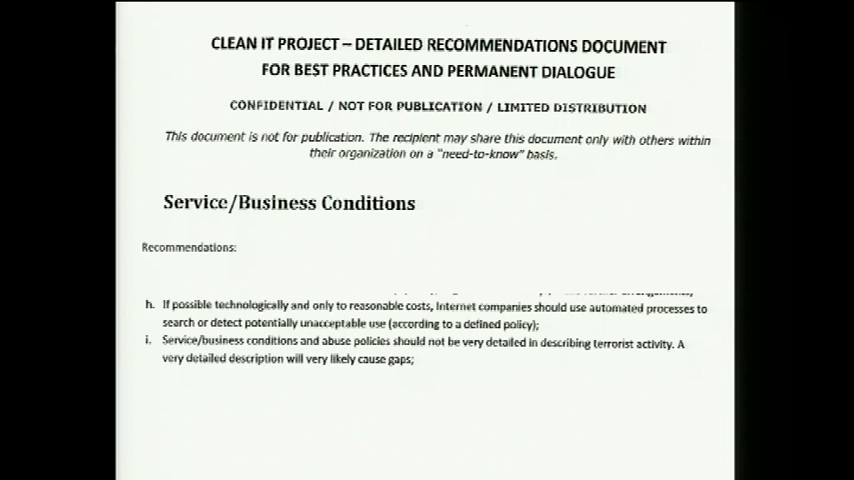 CLEAN IT PROJECT – DETAILED RECOMMENDATIONS DOCUMENT
FOR BEST PRACTICES AND PERMANENT DIALOGUE
CONFIDENTIAL / NOT FOR PUBLICATION / LIMITED DISTRIBUTION
This document is not for publication. The recipient may share this document only with others within
their organization on a "need-to-know" basis.
Service/Business Conditions
Recommendations:
h. If possible technologically and only to reasonable costs, Internet companies should use automated processes to
search or detect potentially unacceptable use (according to a defined policy);
i. Service/business conditions and abuse policies should not be very detailed in describing terrorist activity. A
very detailed description will very likely cause gaps;